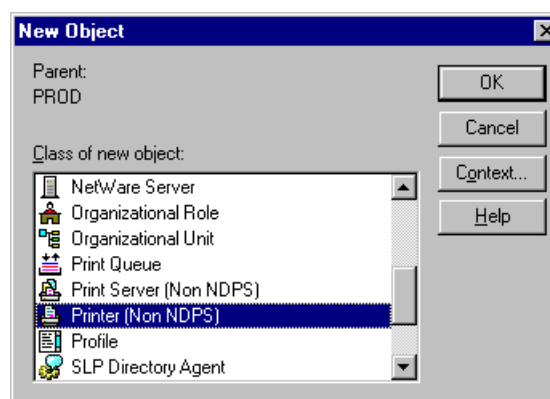 New Object
Parent:
PROD
Class of new object:
NetWare Server
Organizational Role
Organizational Unit
Print Queue
Print Server (Non NDPS)
Printer (Non NDPS)
Profile
SLP Directory Agent
OK
Cancel
Context...
Help